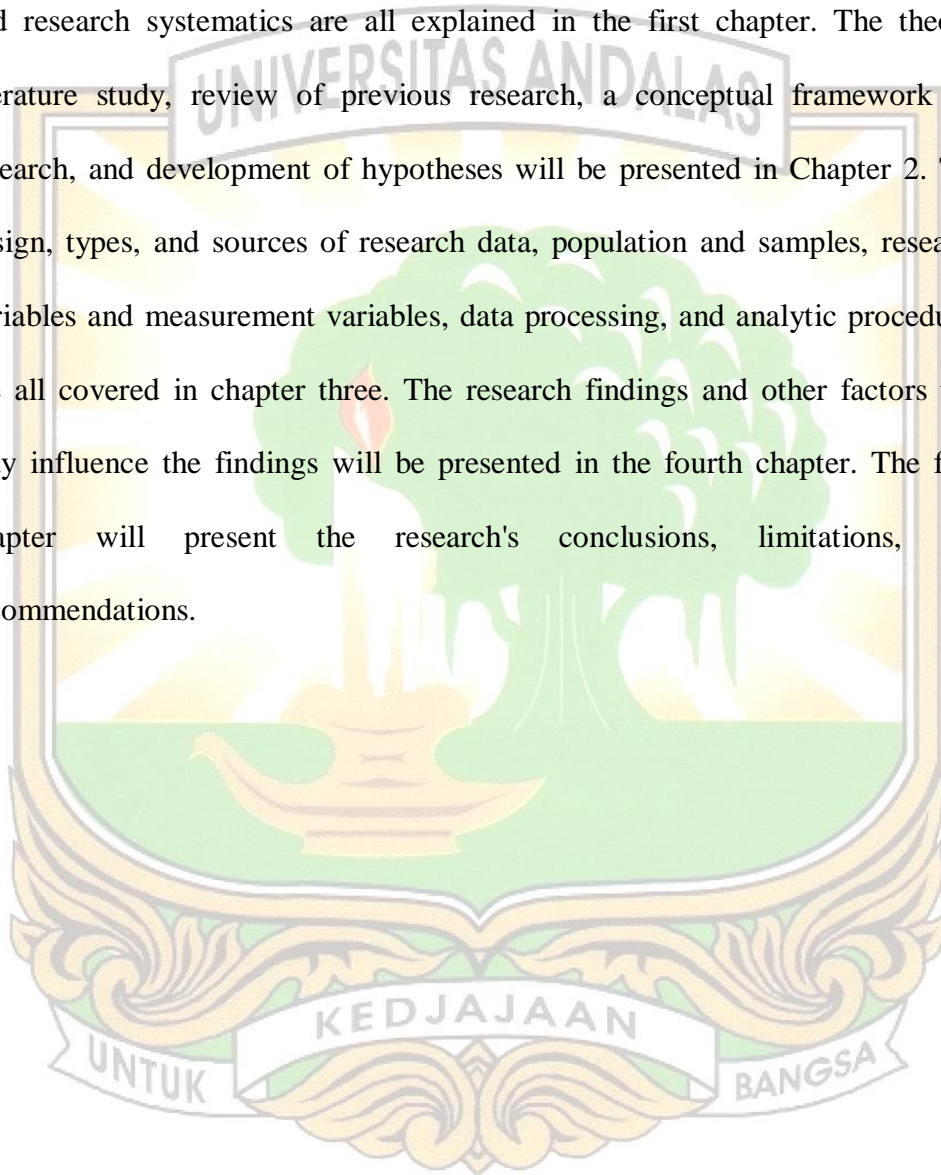 d research systematics are all explained in the first chapter. The theo
UNIVERSITAS ANDALAS
erature study, review of previous research, a conceptual framework
earch, and development of hypotheses will be presented in Chapter 2. T
sign, types, and sources of research data, population and samples, resea
riables and measurement variables, data processing, and analytic procedu
all covered in chapter three. The research findings and other factors
y influence the findings will be presented in the fourth chapter. The f
apter will present the research's conclusions, limitations,
commendations.
UNTUK KEDJAJAAN BANGSA